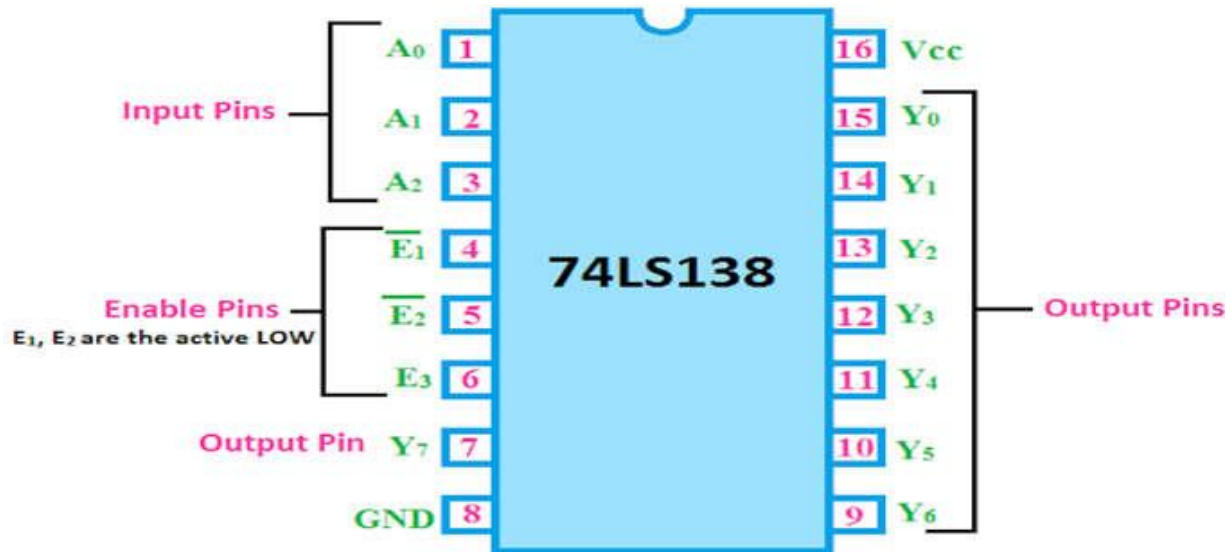 A₀ 1 16 Vcc
Input Pins A₁ 2 15 Y₀
A₂ 3 14 Y₁
E̅₁̅ 4 13 Y₂
74LS138
Enable Pins E̅₂̅ 5 12 Y₃ Output Pins
E₁, E₂ are the active LOW
E₃ 6 11 Y₄
Output Pin Y₇ 7 10 Y₅
GND 8 9 Y₆